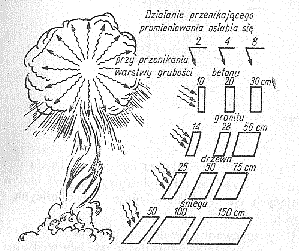 Działanie przenikającego
promieniowania osłabia się
2 4 8
przy przenikaniu
warstwy grubości
betonu
10 20 30 cm
granitu
14 28 56 cm
drzewa
25 50 75 cm
śniegu
50 100 150 cm